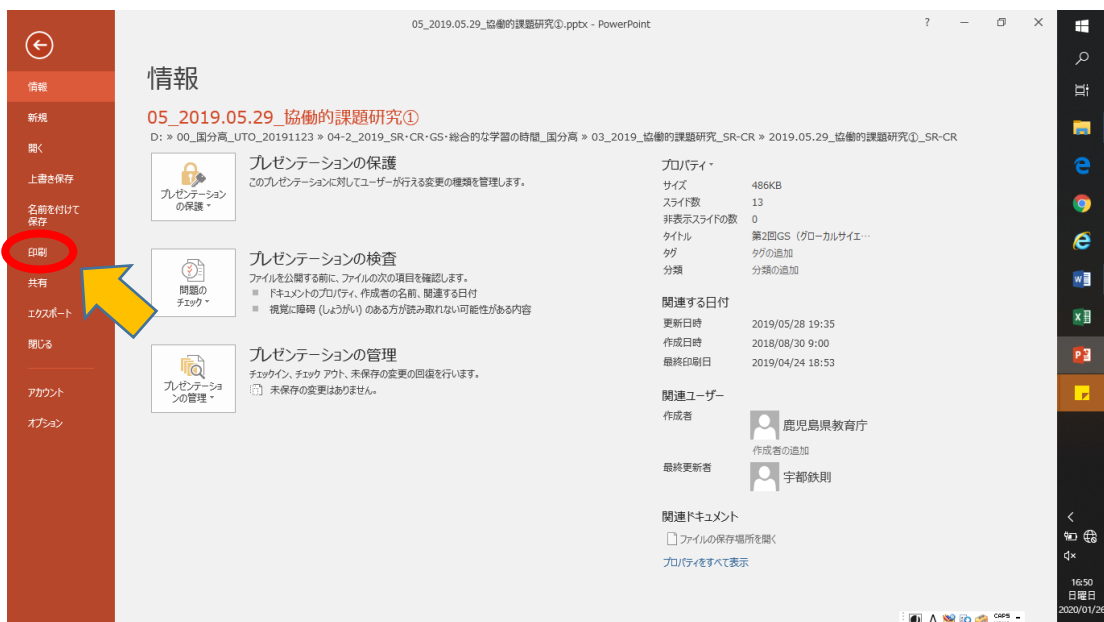 05_2019.05.29_協働的課題研究①.pptx - PowerPoint
?
情報
情報
新規
開く
上書き保存
名前を付けて
保存
印刷
共有
エクスポート
閉じる
アカウント
オプション
05_2019.05.29_協働的課題研究①
D: » 00_国分高_UTO_20191123 » 04-2_2019_SR・CR・GS・総合的な学習の時間_国分高 » 03_2019_協働的課題研究_SR-CR » 2019.05.29_協働的課題研究①_SR-CR
プレゼンテーション
の保護
プレゼンテーションの保護
このプレゼンテーションに対してユーザーが行える変更の種類を管理します。
問題の
チェック
プレゼンテーションの検査
ファイルを公開する前に、ファイルの次の項目を確認します。
ドキュメントのプロパティ、作成者の名前、関連する日付
視覚に障碍 (しょうがい) のある方が読み取れない可能性がある内容
プレゼンテーショ
ンの管理
プレゼンテーションの管理
チェックイン、チェック アウト、未保存の変更の回復を行います。
未保存の変更はありません。
プロパティ
サイズ 486KB
スライド数 13
非表示スライドの数 0
タイトル 第2回GS（グローカルサイエ…
タグ タグの追加
分類 分類の追加
関連する日付
更新日時 2019/05/28 19:35
作成日時 2018/08/30 9:00
最終印刷日 2019/04/24 18:53
関連ユーザー
作成者 鹿児島県教育庁
作成者の追加
最終更新者 宇都鉄則
関連ドキュメント
ファイルの保存場所を開く
プロパティをすべて表示
16:50
日曜日
2020/01/26
A
CAPS